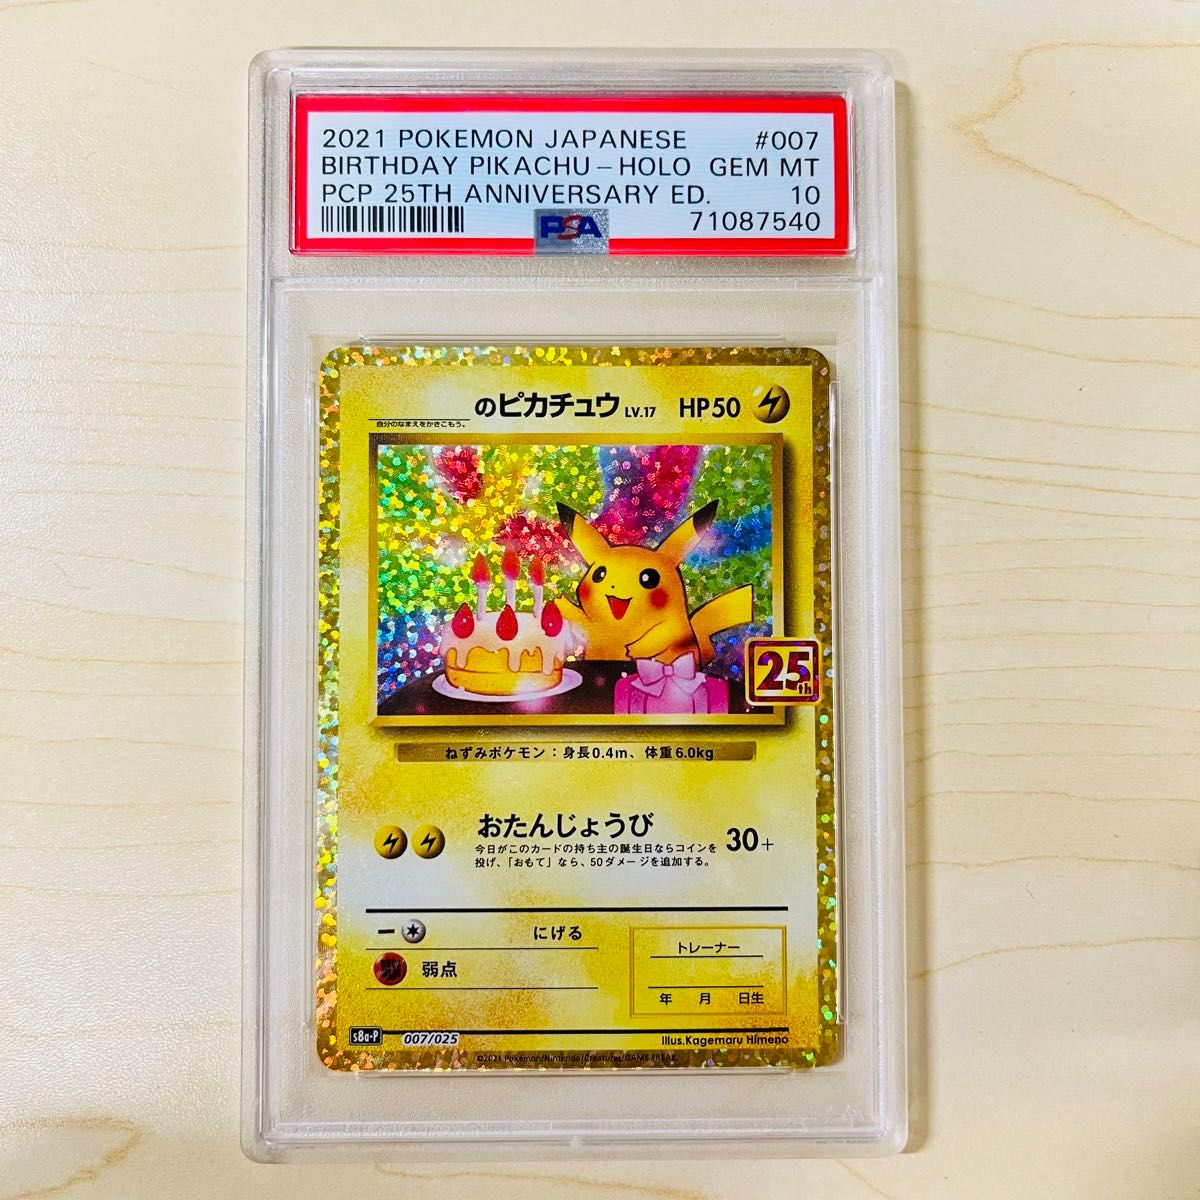 2021 POKEMON JAPANESE #007
BIRTHDAY PIKACHU-HOLO GEM MT
PCP 25TH ANNIVERSARY ED. 10
PSA 71087540
のピカチュウ LV.17 HP50
自分のなまえをかきこもう。
25th
ねずみポケモン：身長0.4m、体重6.0kg
おたんじょうび 30+
今日がこのカードの持ち主の誕生日ならコインを
投げ、「おもて」なら、50ダメージを追加する。
にげる
弱点
トレーナー
年 月 日生
s8a-P 007/025
Illus.Kagemaru Himeno
©2021 Pokémon/Nintendo/Creatures/GAME FREAK.